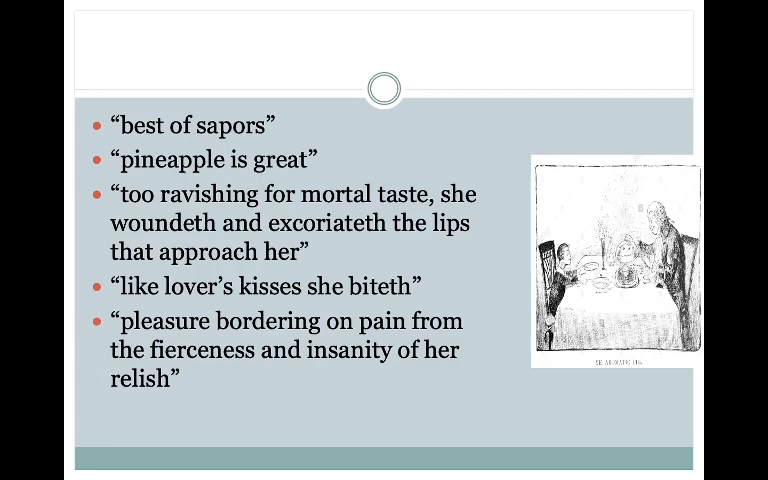 “best of sapors”
“pineapple is great”
“too ravishing for mortal taste, she
woundeth and excoriateth the lips
that approach her”
“like lover’s kisses she biteth”
“pleasure bordering on pain from
the fierceness and insanity of her
relish”